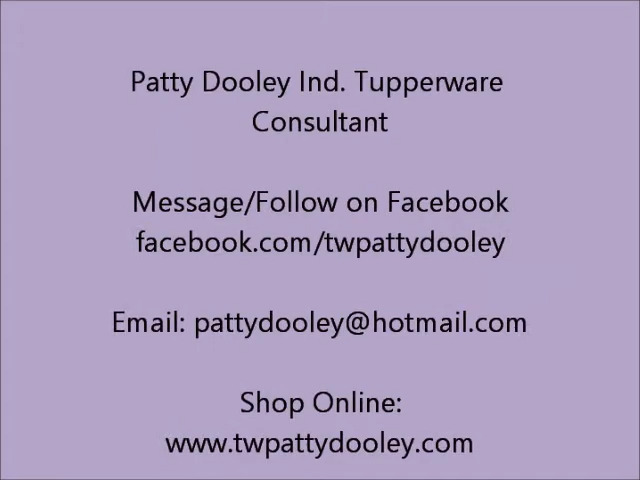 Patty Dooley Ind. Tupperware
Consultant
Message/Follow on Facebook
facebook.com/twpattydooley
Email: pattydooley@hotmail.com
Shop Online:
www.twpattydooley.com